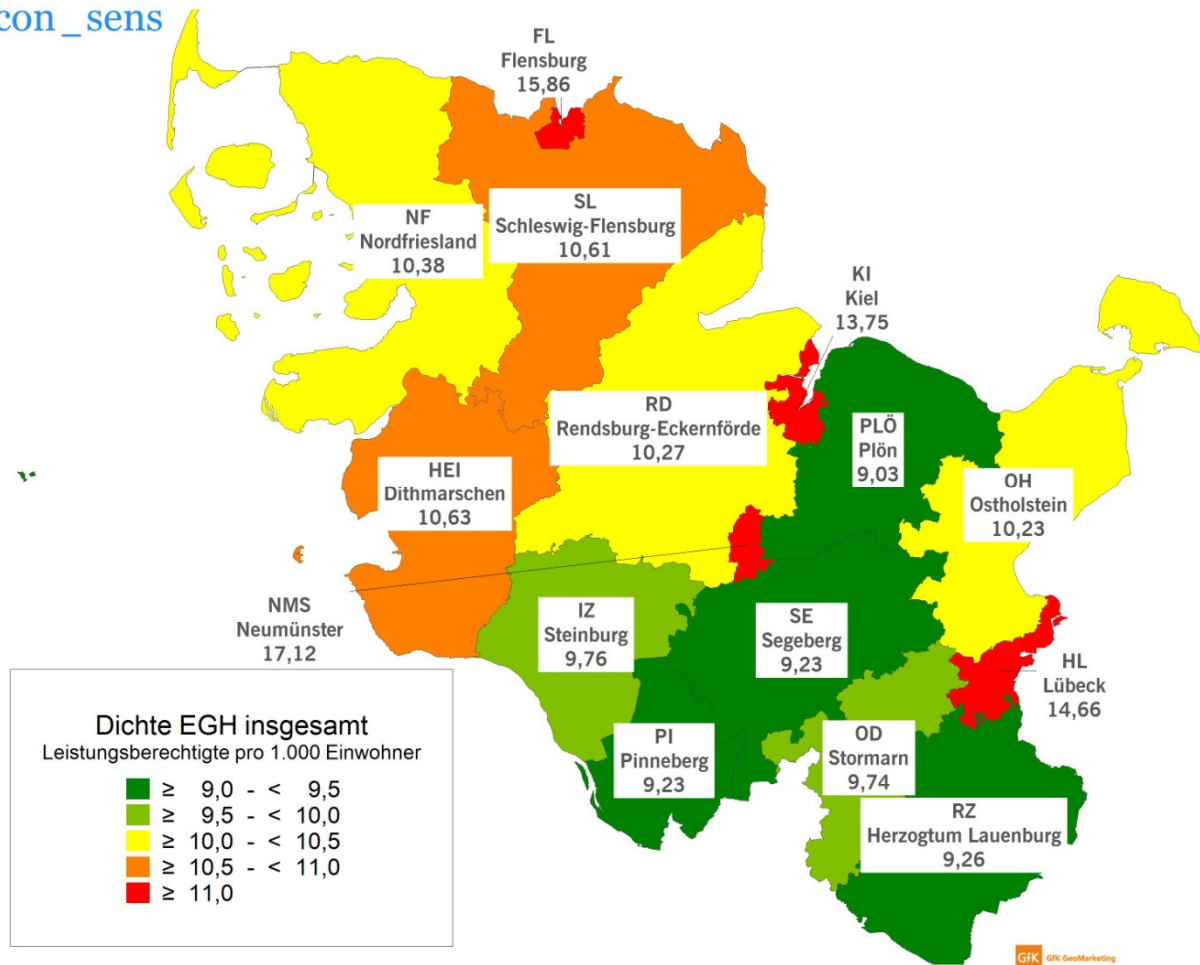 con_sens
FL
Flensburg
15,86
SL
Schleswig-Flensburg
10,61
NF
Nordfriesland
10,38
KI
Kiel
13,75
RD
Rendsburg-Eckernförde
10,27
PLÖ
Plön
9,03
HEI
Dithmarschen
10,63
OH
Ostholstein
10,23
NMS
Neumünster
17,12
IZ
Steinburg
9,76
SE
Segeberg
9,23
HL
Lübeck
14,66
PI
Pinneberg
9,23
OD
Stormarn
9,74
RZ
Herzogtum Lauenburg
9,26
Dichte EGH insgesamt
Leistungsberechtigte pro 1.000 Einwohner
≥ 9,0 - < 9,5
≥ 9,5 - < 10,0
≥ 10,0 - < 10,5
≥ 10,5 - < 11,0
≥ 11,0
GfK GfK GeoMarketing